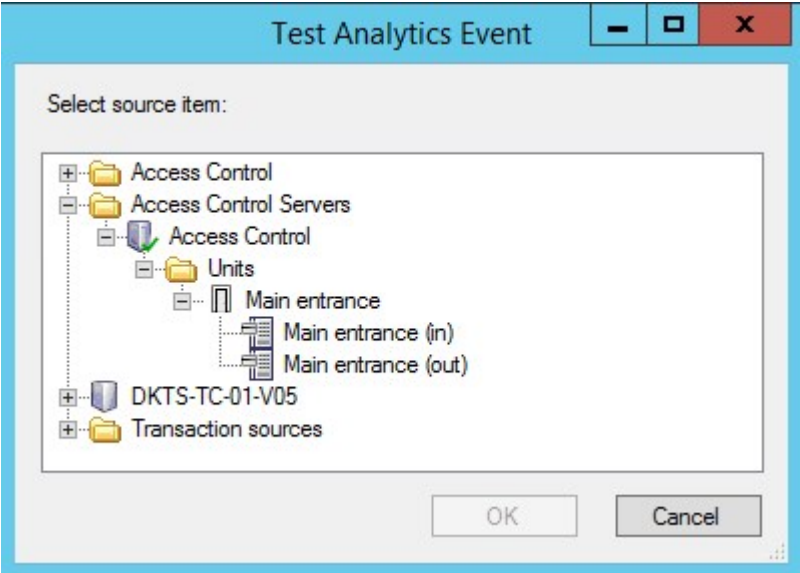 Test Analytics Event
Select source item:
Access Control
Access Control Servers
Access Control
Units
Main entrance
Main entrance (in)
Main entrance (out)
DKTS-TC-01-V05
Transaction sources
OK Cancel